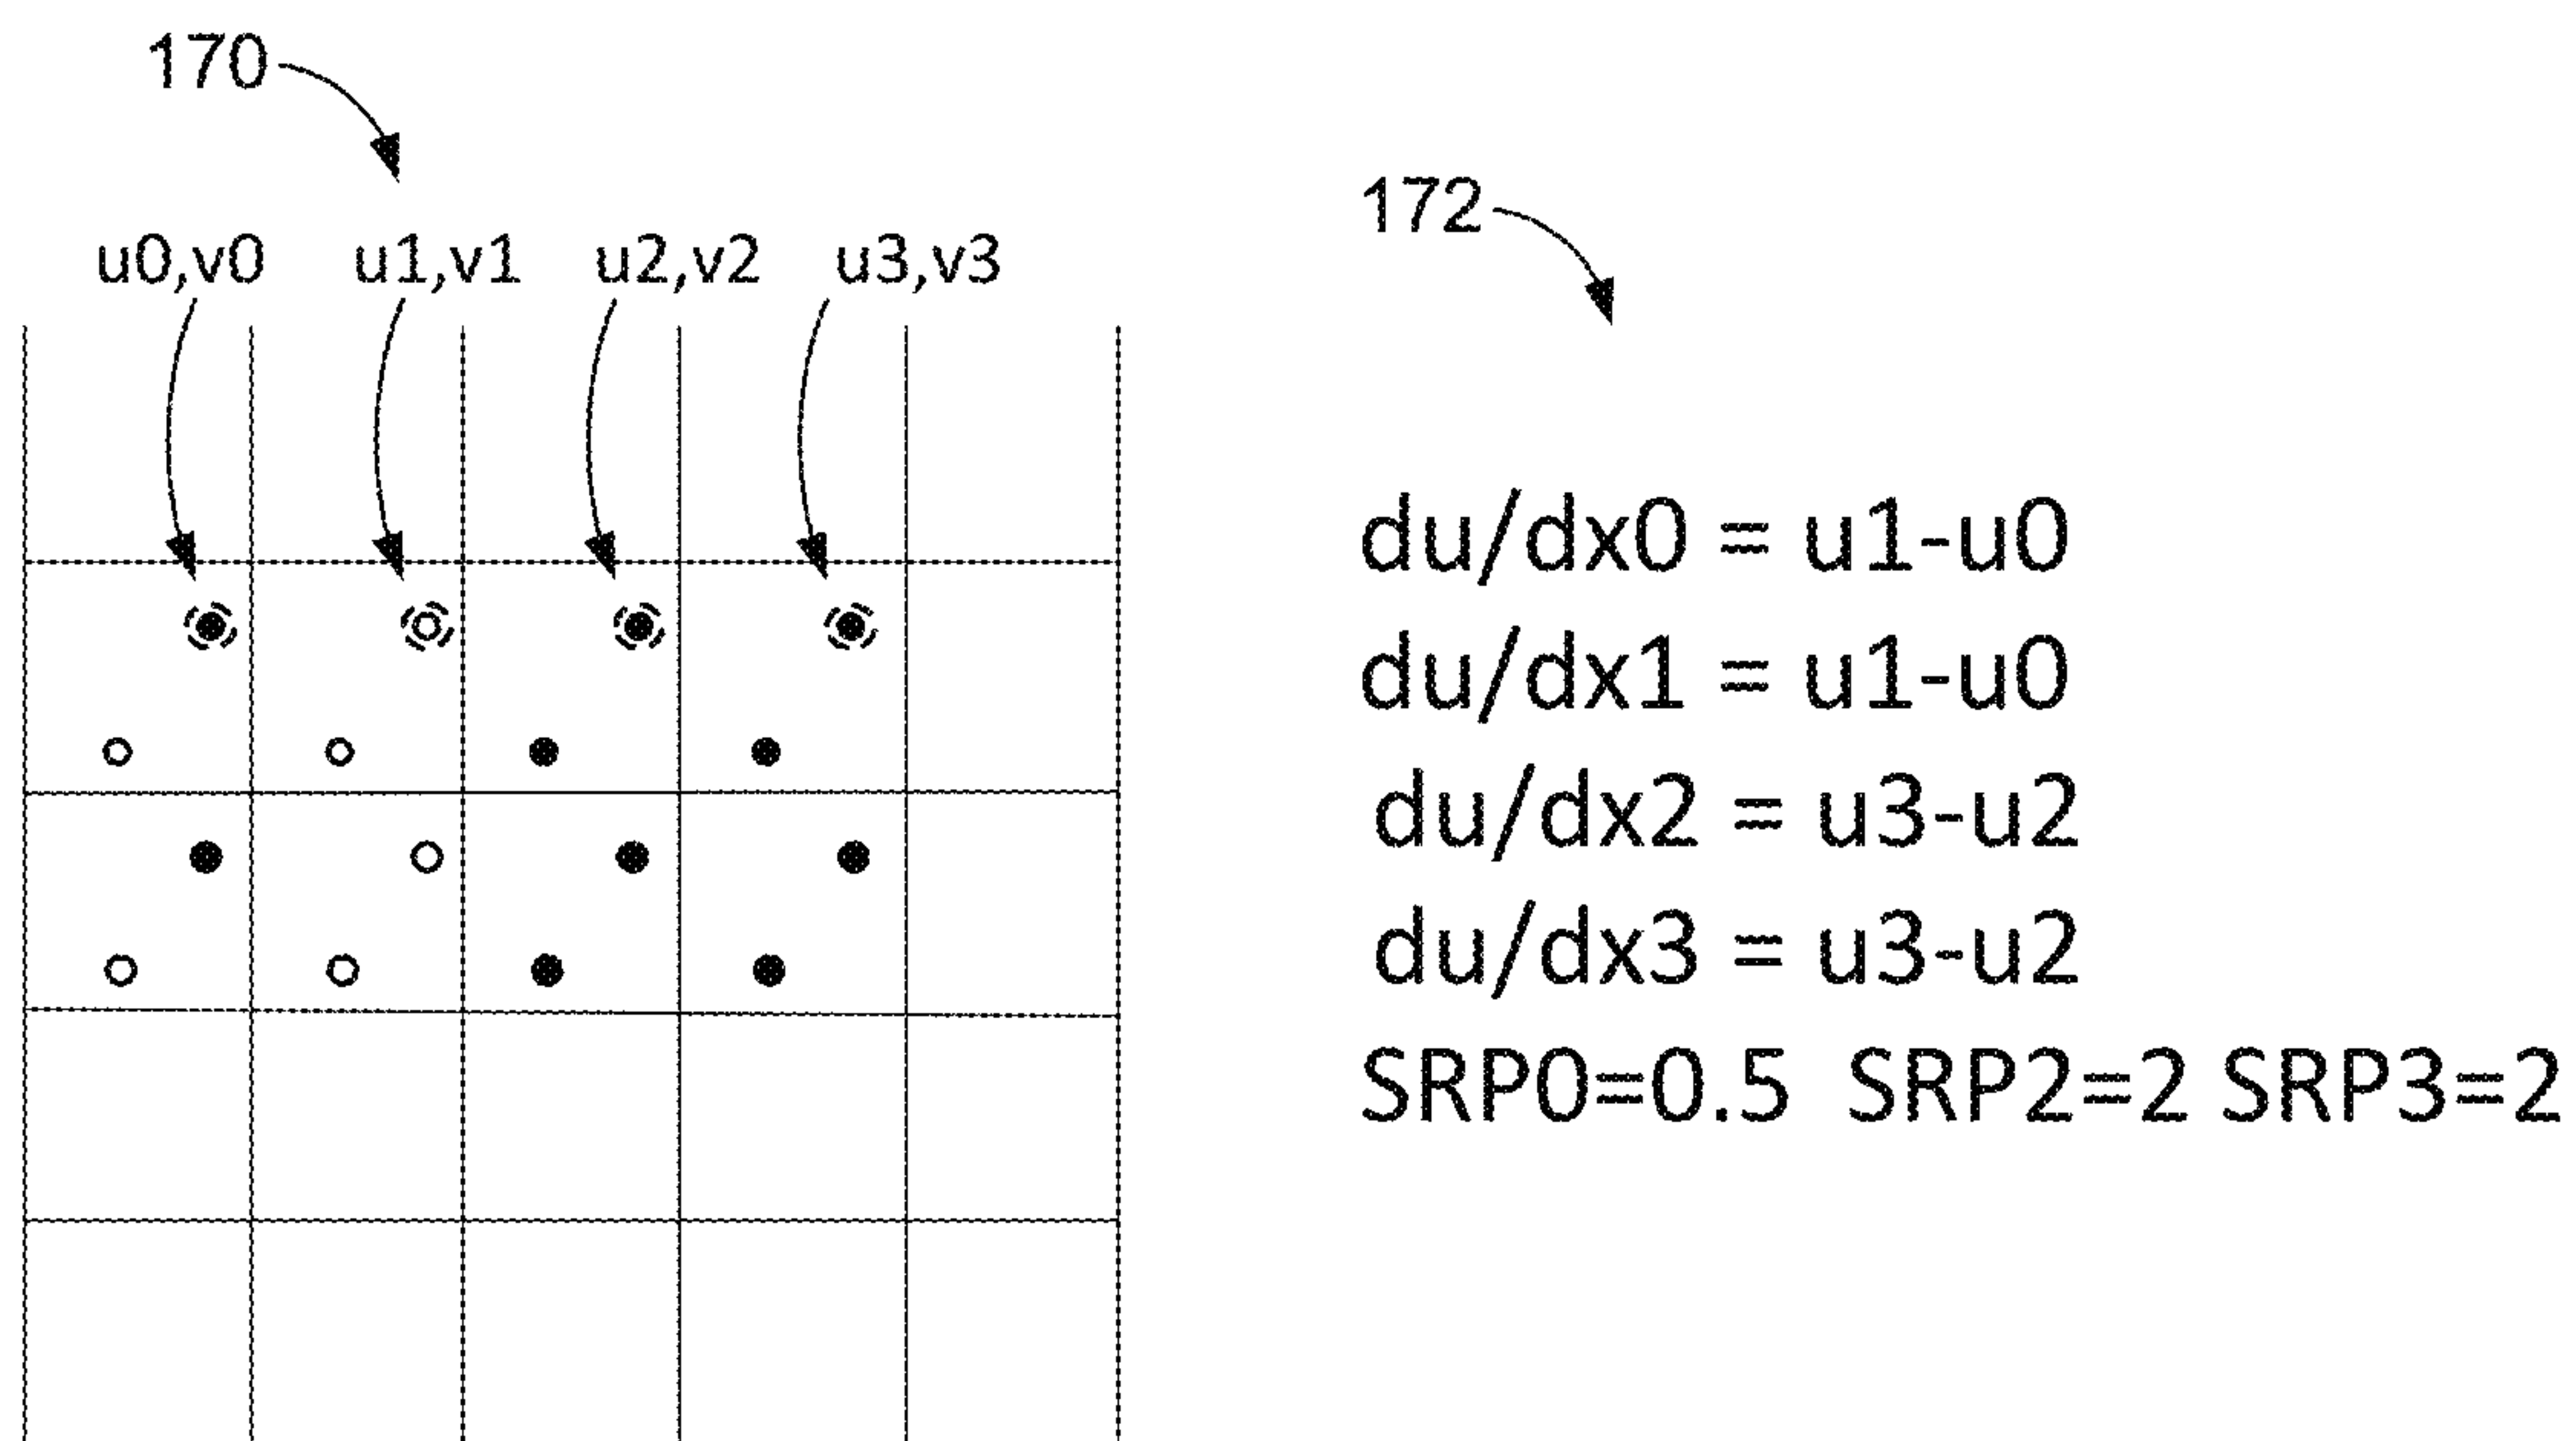 170
172
u0,v0 u1,v1 u2,v2 u3,v3
du/dx0 = u1-u0
du/dx1 = u1-u0
du/dx2 = u3-u2
du/dx3 = u3-u2
SRP0=0.5 SRP2=2 SRP3=2